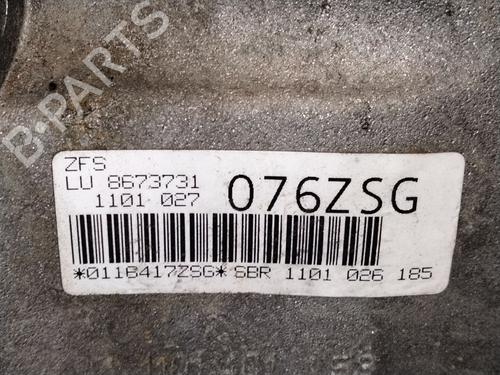 B-PARTS
ZFS
LU 8673731
1101 027
076ZSG
*011B417ZSG* SBR 1101 026 185